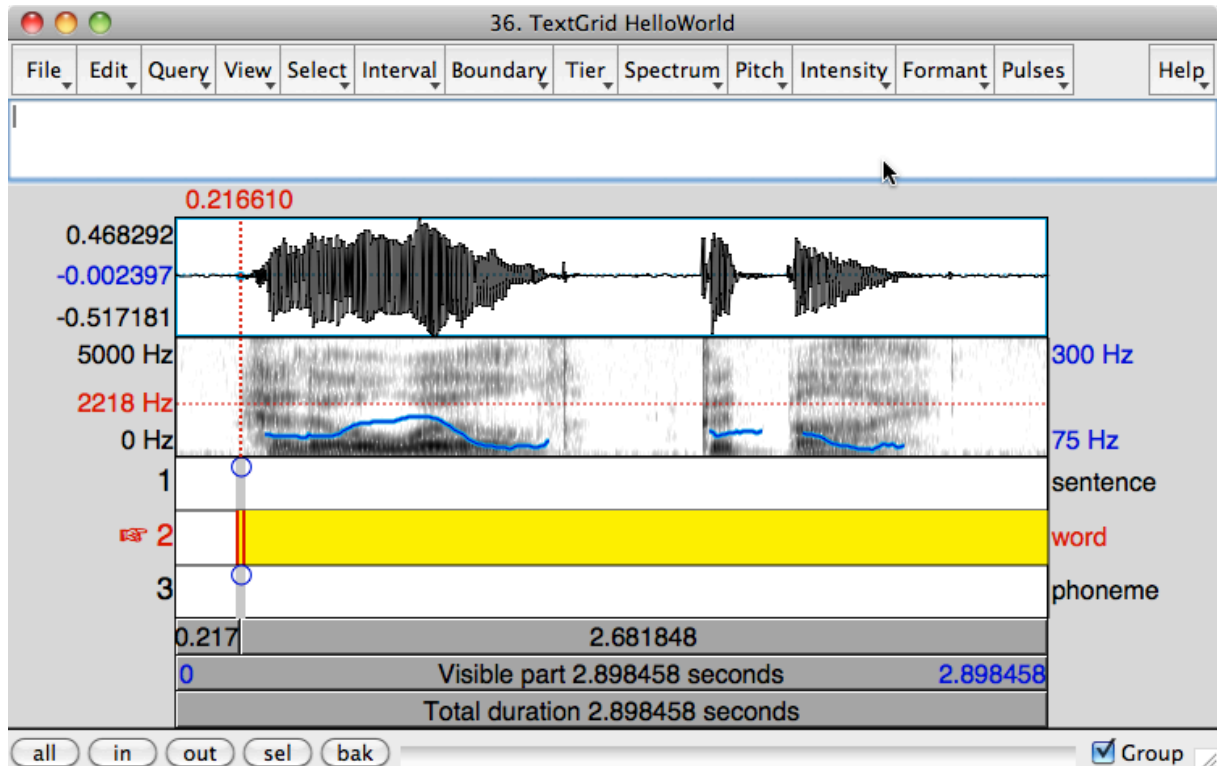 36. TextGrid HelloWorld
File Edit Query View Select Interval Boundary Tier Spectrum Pitch Intensity Formant Pulses Help
0.216610
0.468292
-0.002397
-0.517181
5000 Hz 300 Hz
2218 Hz
0 Hz 75 Hz
1 sentence
☞ 2 word
3 phoneme
0.217 2.681848
0 Visible part 2.898458 seconds 2.898458
Total duration 2.898458 seconds
all in out sel bak Group